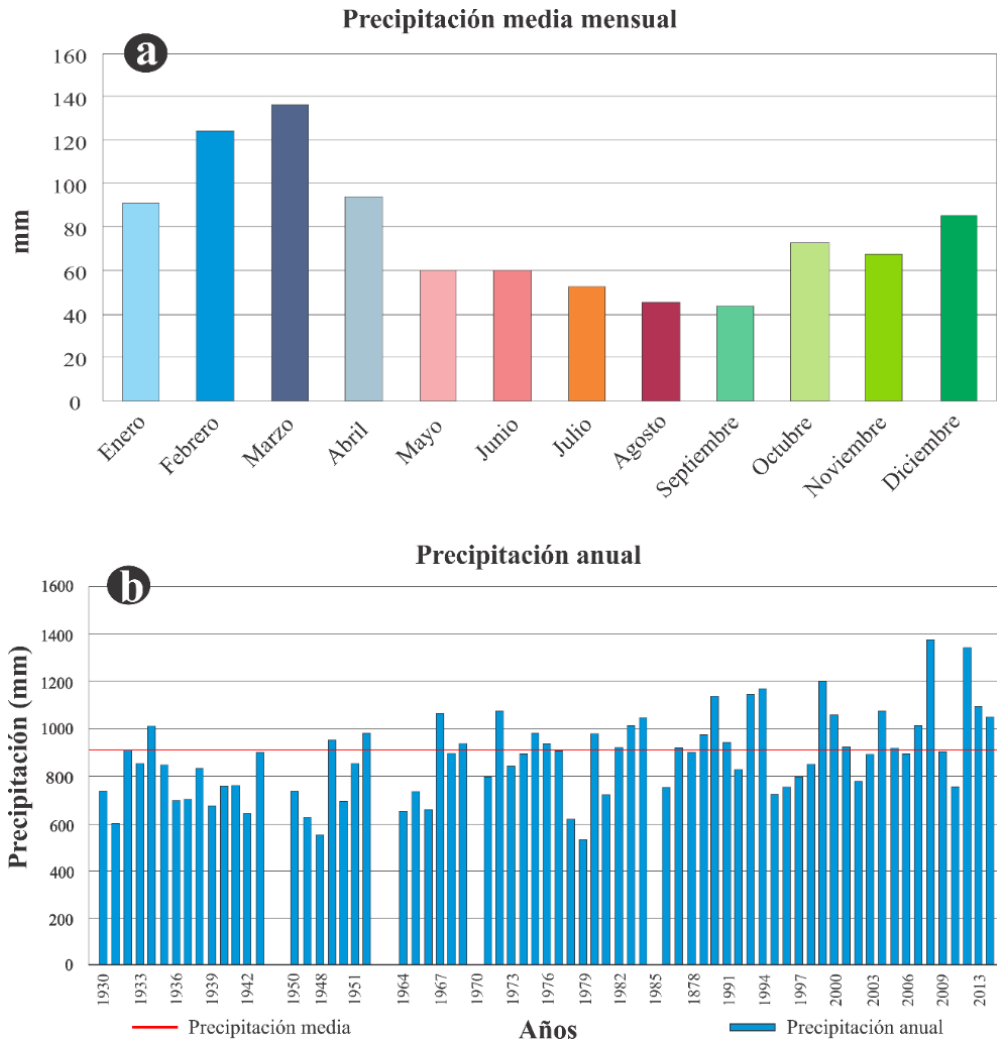 Precipitación media mensual
a
160
140
120
100
80
60
40
20
0
mm
Enero
Febrero
Marzo
Abril
Mayo
Junio
Julio
Agosto
Septiembre
Octubre
Noviembre
Diciembre
Precipitación anual
b
1600
1400
1200
1000
800
600
400
200
0
Precipitación (mm)
1930
1933
1936
1939
1942
1950
1948
1951
1964
1967
1970
1973
1976
1979
1982
1985
1878
1991
1994
1997
2000
2003
2006
2009
2013
Precipitación media
Años
Precipitación anual